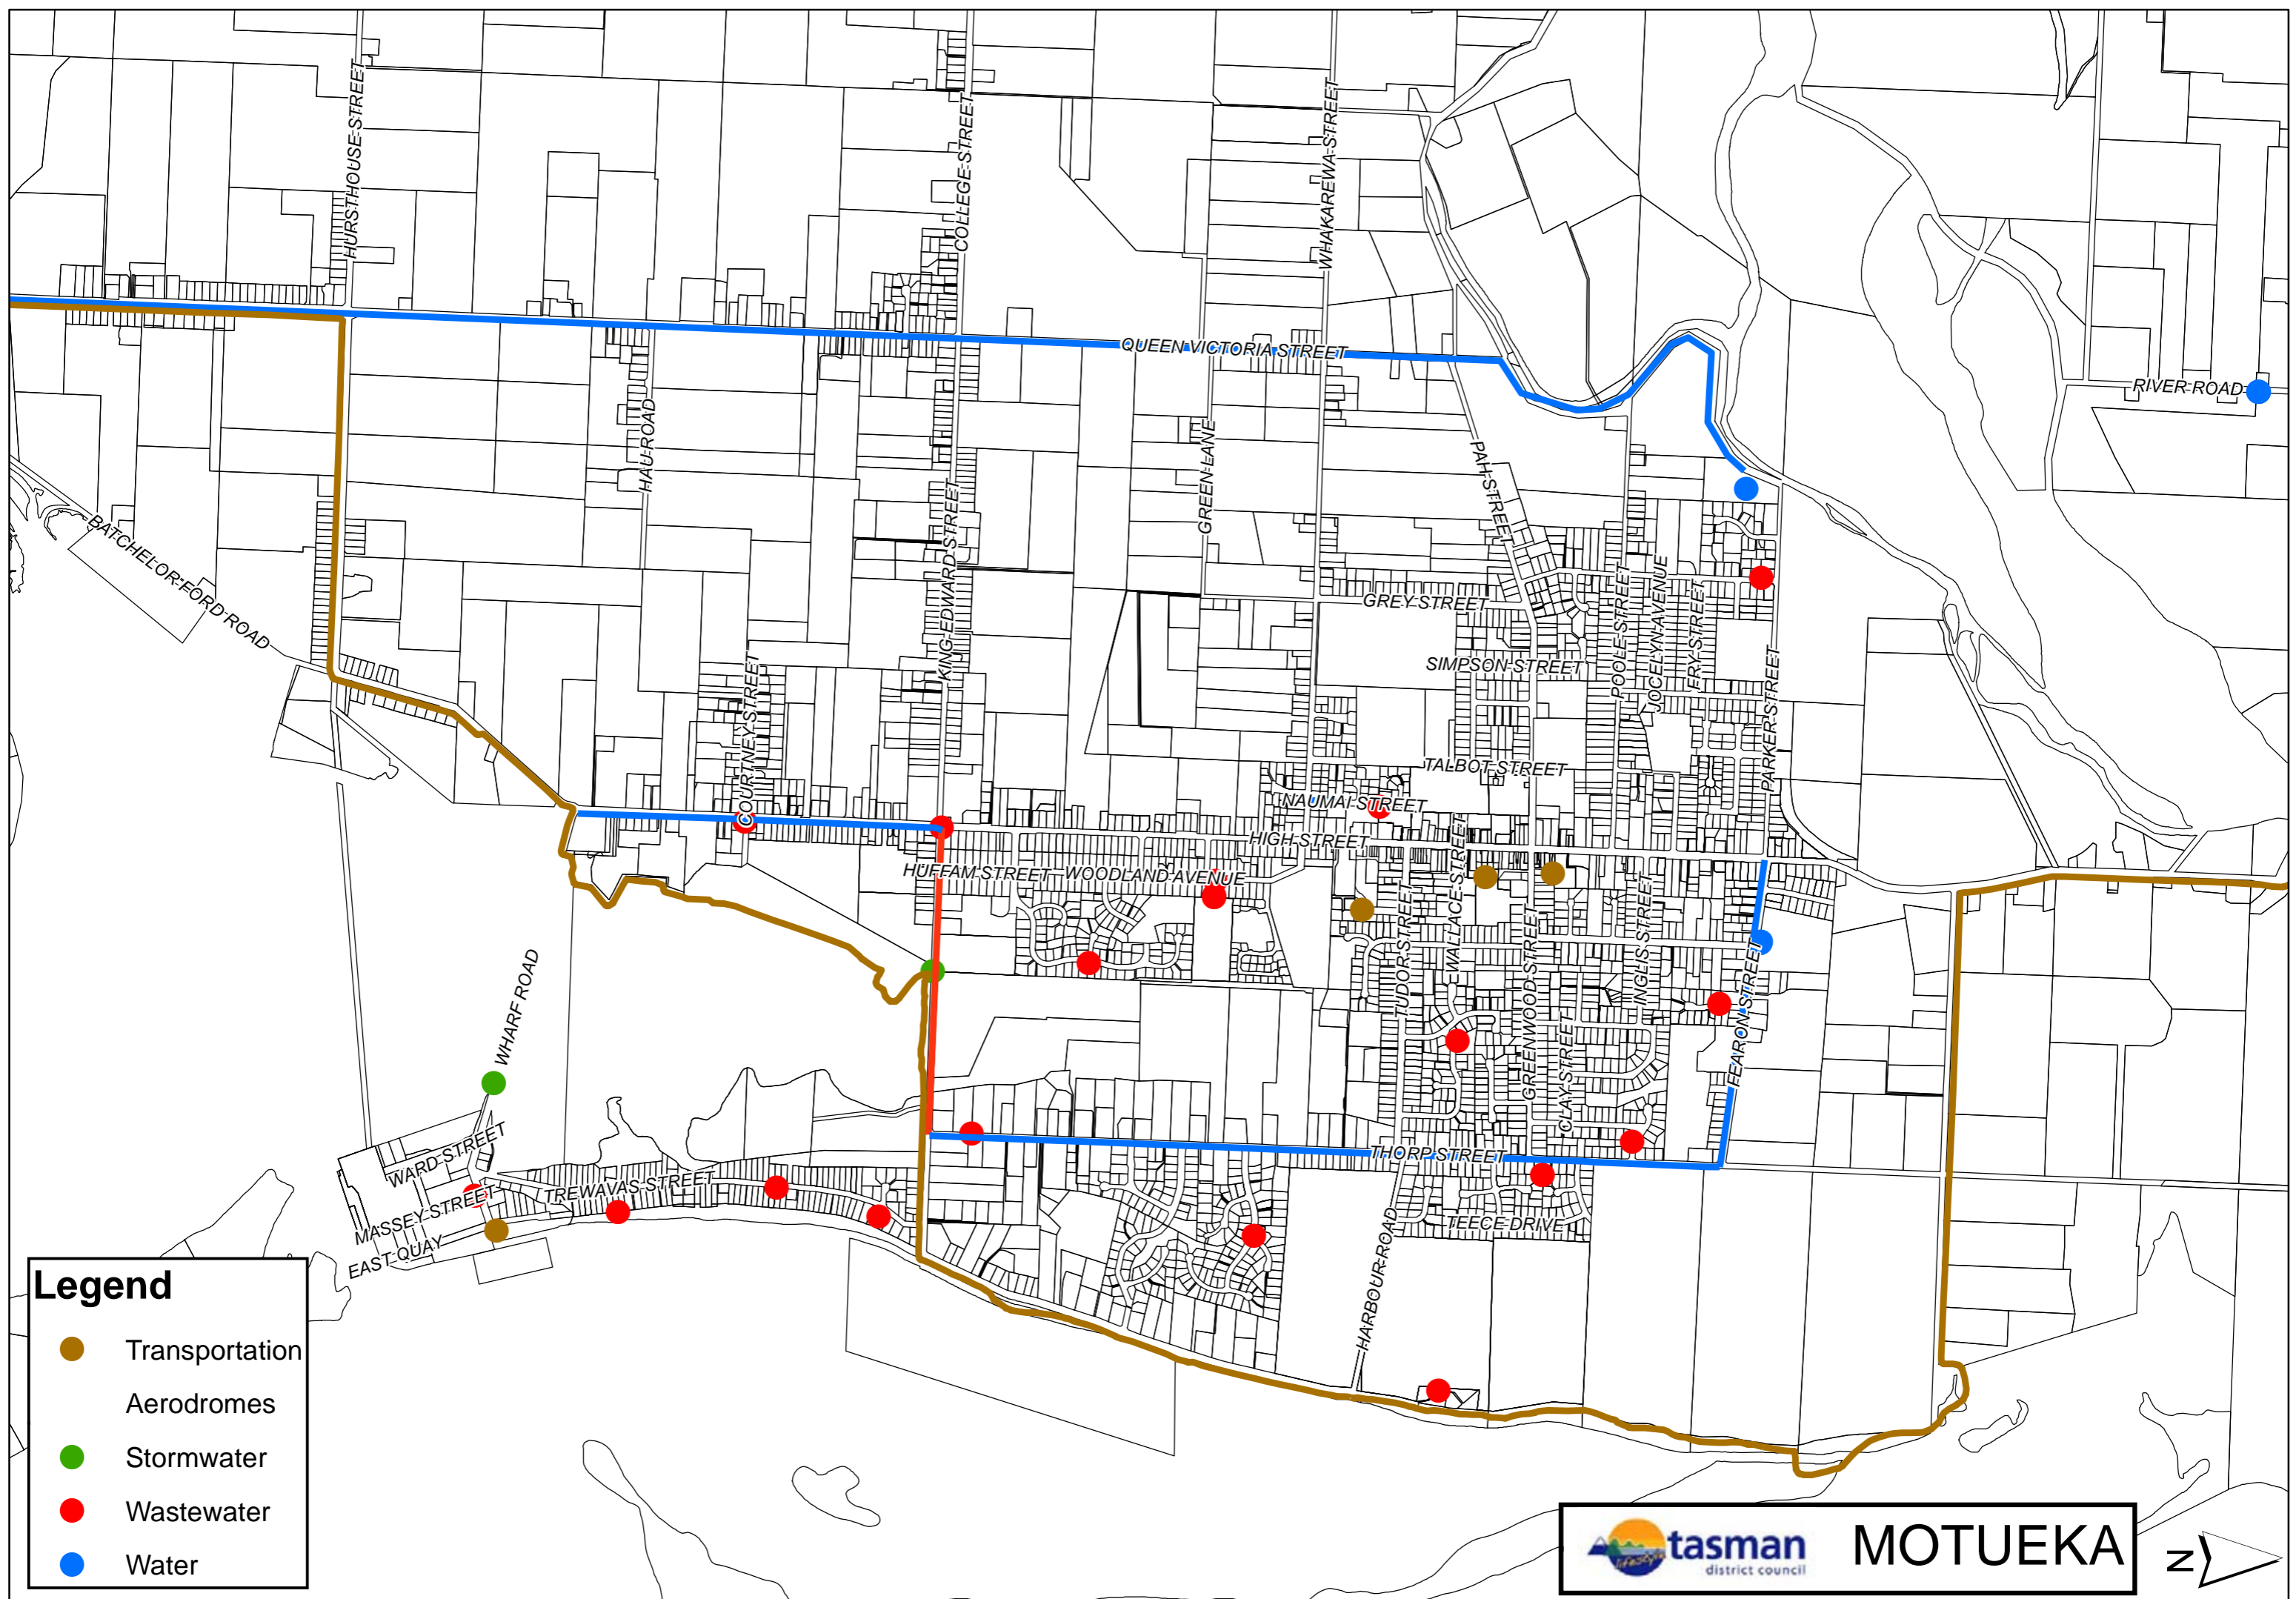 HURSTHOUSE STREET
COLLEGE STREET
WHAKAREWA STREET
QUEEN VICTORIA STREET
RIVER ROAD
HAU ROAD
GREEN LANE
PAH STREET
KING EDWARD STREET
BATCHELOR FORD ROAD
GREY STREET
SIMPSON STREET
POOLE STREET
JOCELYN AVENUE
FRY STREET
PARKER STREET
COURTNEY STREET
TALBOT STREET
NAUMAI STREET
HIGH STREET
HUFFAM STREET
WOODLAND AVENUE
TUDOR STREET
WALLACE STREET
GREENWOOD STREET
CLAY STREET
INGLIS STREET
FEARON STREET
WHARF ROAD
WARD STREET
MASSEY STREET
EAST QUAY
TREWAVAS STREET
THORP STREET
TEECE DRIVE
HARBOUR ROAD
Legend
Transportation
Aerodromes
Stormwater
Wastewater
Water
tasman
lifestyle
district council
MOTUEKA
N